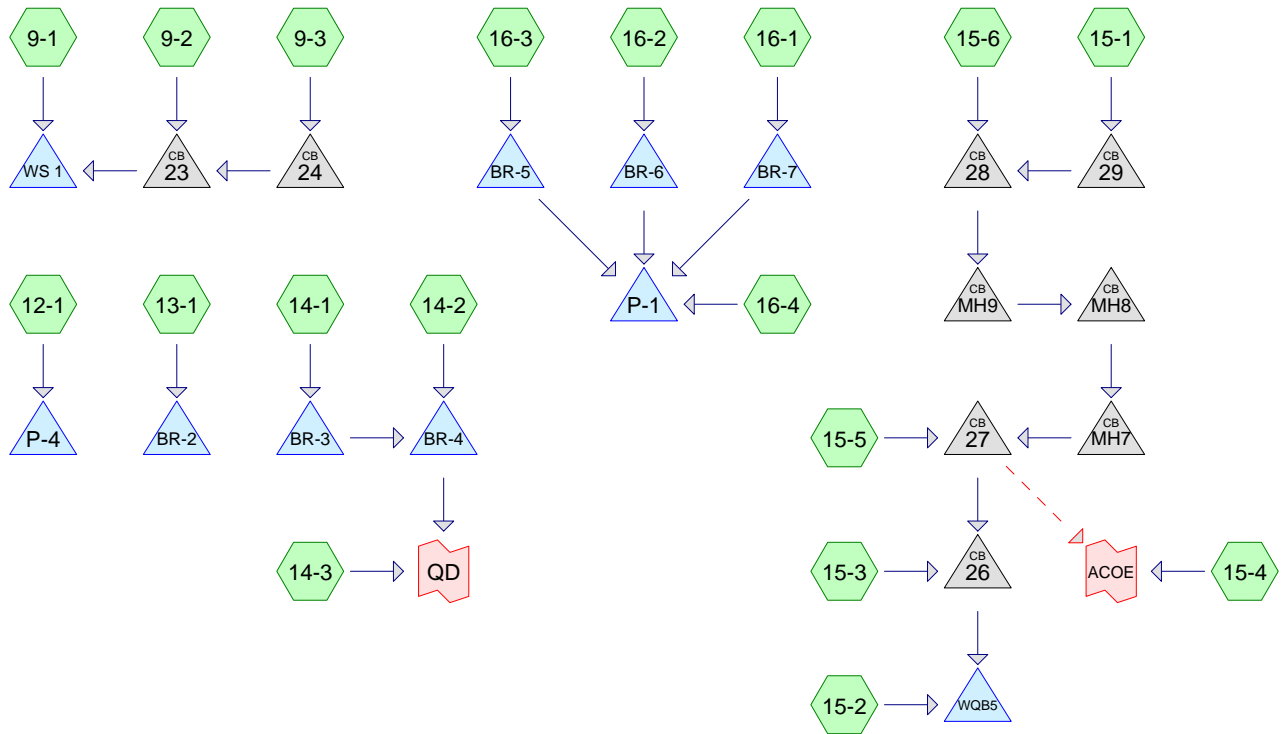 9-1
9-2
9-3
16-3
16-2
16-1
15-6
15-1
WS 1
CB
23
CB
24
BR-5
BR-6
BR-7
CB
28
CB
29
12-1
13-1
14-1
14-2
P-1
16-4
CB
MH9
CB
MH8
P-4
BR-2
BR-3
BR-4
15-5
CB
27
CB
MH7
14-3
QD
15-3
CB
26
ACOE
15-4
15-2
WQB5